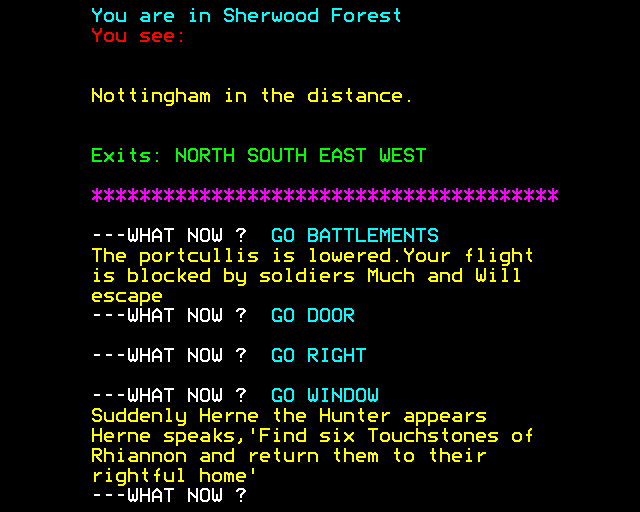 You are in Sherwood Forest
You see:
Nottingham in the distance.
Exits: NORTH SOUTH EAST WEST
***************************************
---WHAT NOW ?  GO BATTLEMENTS
The portcullis is lowered.Your flight
is blocked by soldiers Much and Will
escape
---WHAT NOW ?  GO DOOR
---WHAT NOW ?  GO RIGHT
---WHAT NOW ?  GO WINDOW
Suddenly Herne the Hunter appears
Herne speaks,'Find six Touchstones of
Rhiannon and return them to their
rightful home'
---WHAT NOW ?